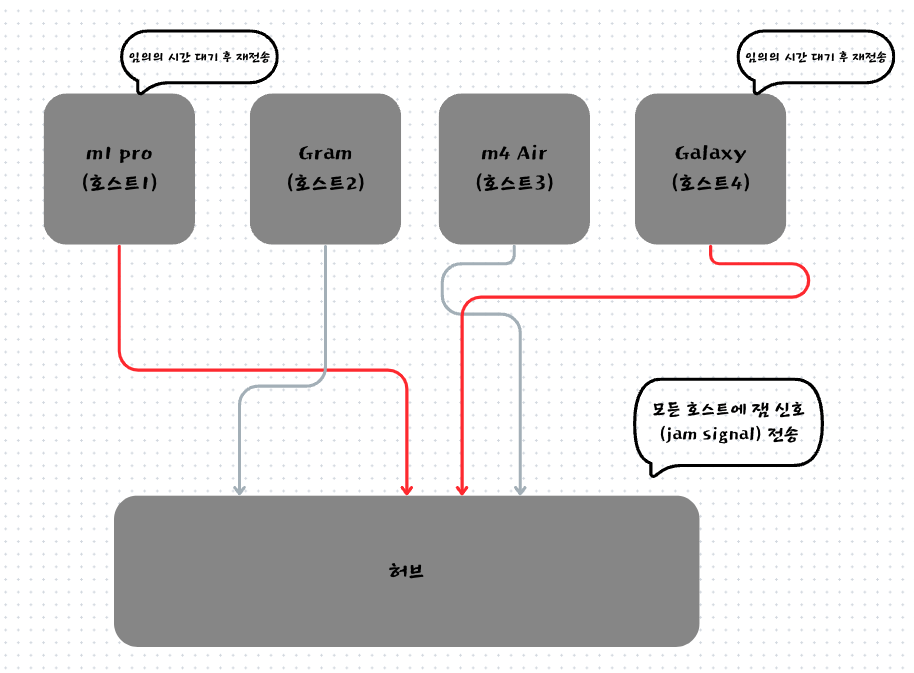 임의의 시간 대기 후 재전송
임의의 시간 대기 후 재전송
m1 pro
(호스트1)
Gram
(호스트2)
m4 Air
(호스트3)
Galaxy
(호스트4)
모든 호스트에 잼 신호
(jam signal) 전송
허브